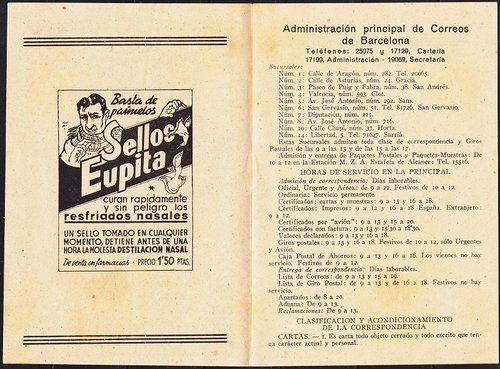 Basta de
pañuelos
Sellos
Eupita
curan rapidamente
y sin peligro los
resfriados nasales
UN SELLO TOMADO EN CUALQUIER
MOMENTO, DETIENE ANTES DE UNA
HORA LA MOLESTA DESTILACION NASAL
De venta en farmacias · PRECIO 1'50 PTAS.
Administración principal de Correos
de Barcelona
Teléfonos: 25075 y 17129, Cartería
17199, Administración - 19069, Secretaría
Sucursales:
Núm. 1: Calle de Aragón, núm. 282. Tel. 20065.
Núm. 2: Calle de Asturias, núm. 24. Gracia.
Núm. 3: Paseo de Puig y Fabra, núm. 38. San Andrés.
Núm. 4: Valencia, núm. 593. Clot.
Núm. 5: Av. José Antonio, núm. 292. Sans.
Núm. 6: San Gervasio, núm. 51. Tel. 81726. San Gervasio.
Núm. 7: Diputación, núm. 211.
Núm. 8: Av. José Antonio, núm. 716.
Núm. 10: Calle Chapí, núm. 37. Horta.
Núm. 14: Libertad, 5. Tel. 71647. Sarriá.
Estas Sucursales admiten toda clase de correspondencia y Giros
Postales de las 9 a las 13 y de las 15 a las 17.
Admisión y entrega de Paquetes Postales y Paquetes-Muestras: De
10 a 12 en la Estación M. Z. A. Estafeta de Alcance: Tel. 15516.
HORAS DE SERVICIO EN LA PRINCIPAL
Admisión de correspondencia: Días laborables.
Oficial, Urgente y Aérea: de 9 a 22. Festivos de 10 a 12.
Ordinaria: Servicio permanente.
Certificados: cartas y muestras: 9 a 13 y 16 a 18.
Certificados: Impresos: 9 a 12 y 16 a 18 España. Extranjero:
9 a 12.
Certificados por "avión": 9 a 13 y 15 a 20.
Certificados con factura: 9 a 13 y 15'30 a 18'30.
Valores declarados: 9 a 13 y 16 a 18.
Giros postales: 9 a 13 y 16 a 18. Festivos de 10 a 12, sólo Urgentes
y Avión.
Caja Postal de Ahorros: 9 a 13 y 16 a 18. Los viernes no hay
servicio. Festivos de 9 a 12.
Entrega de correspondencia: Días laborables.
Lista de Correos: de 9 a 13 y 15 a 19.
Lista de Giro Postal: de 9 a 13 y de 16 a 18. Festivos no hay
servicio.
Apartados: de 8 a 20.
Aduana: De 9 a 13.
Reclamaciones: De 9 a 13.
CLASIFICACION Y ACONDICIONAMIENTO
DE LA CORRESPONDENCIA
CARTAS. — 1. Es carta todo objeto cerrado y todo escrito que ten-
ga carácter actual y personal.